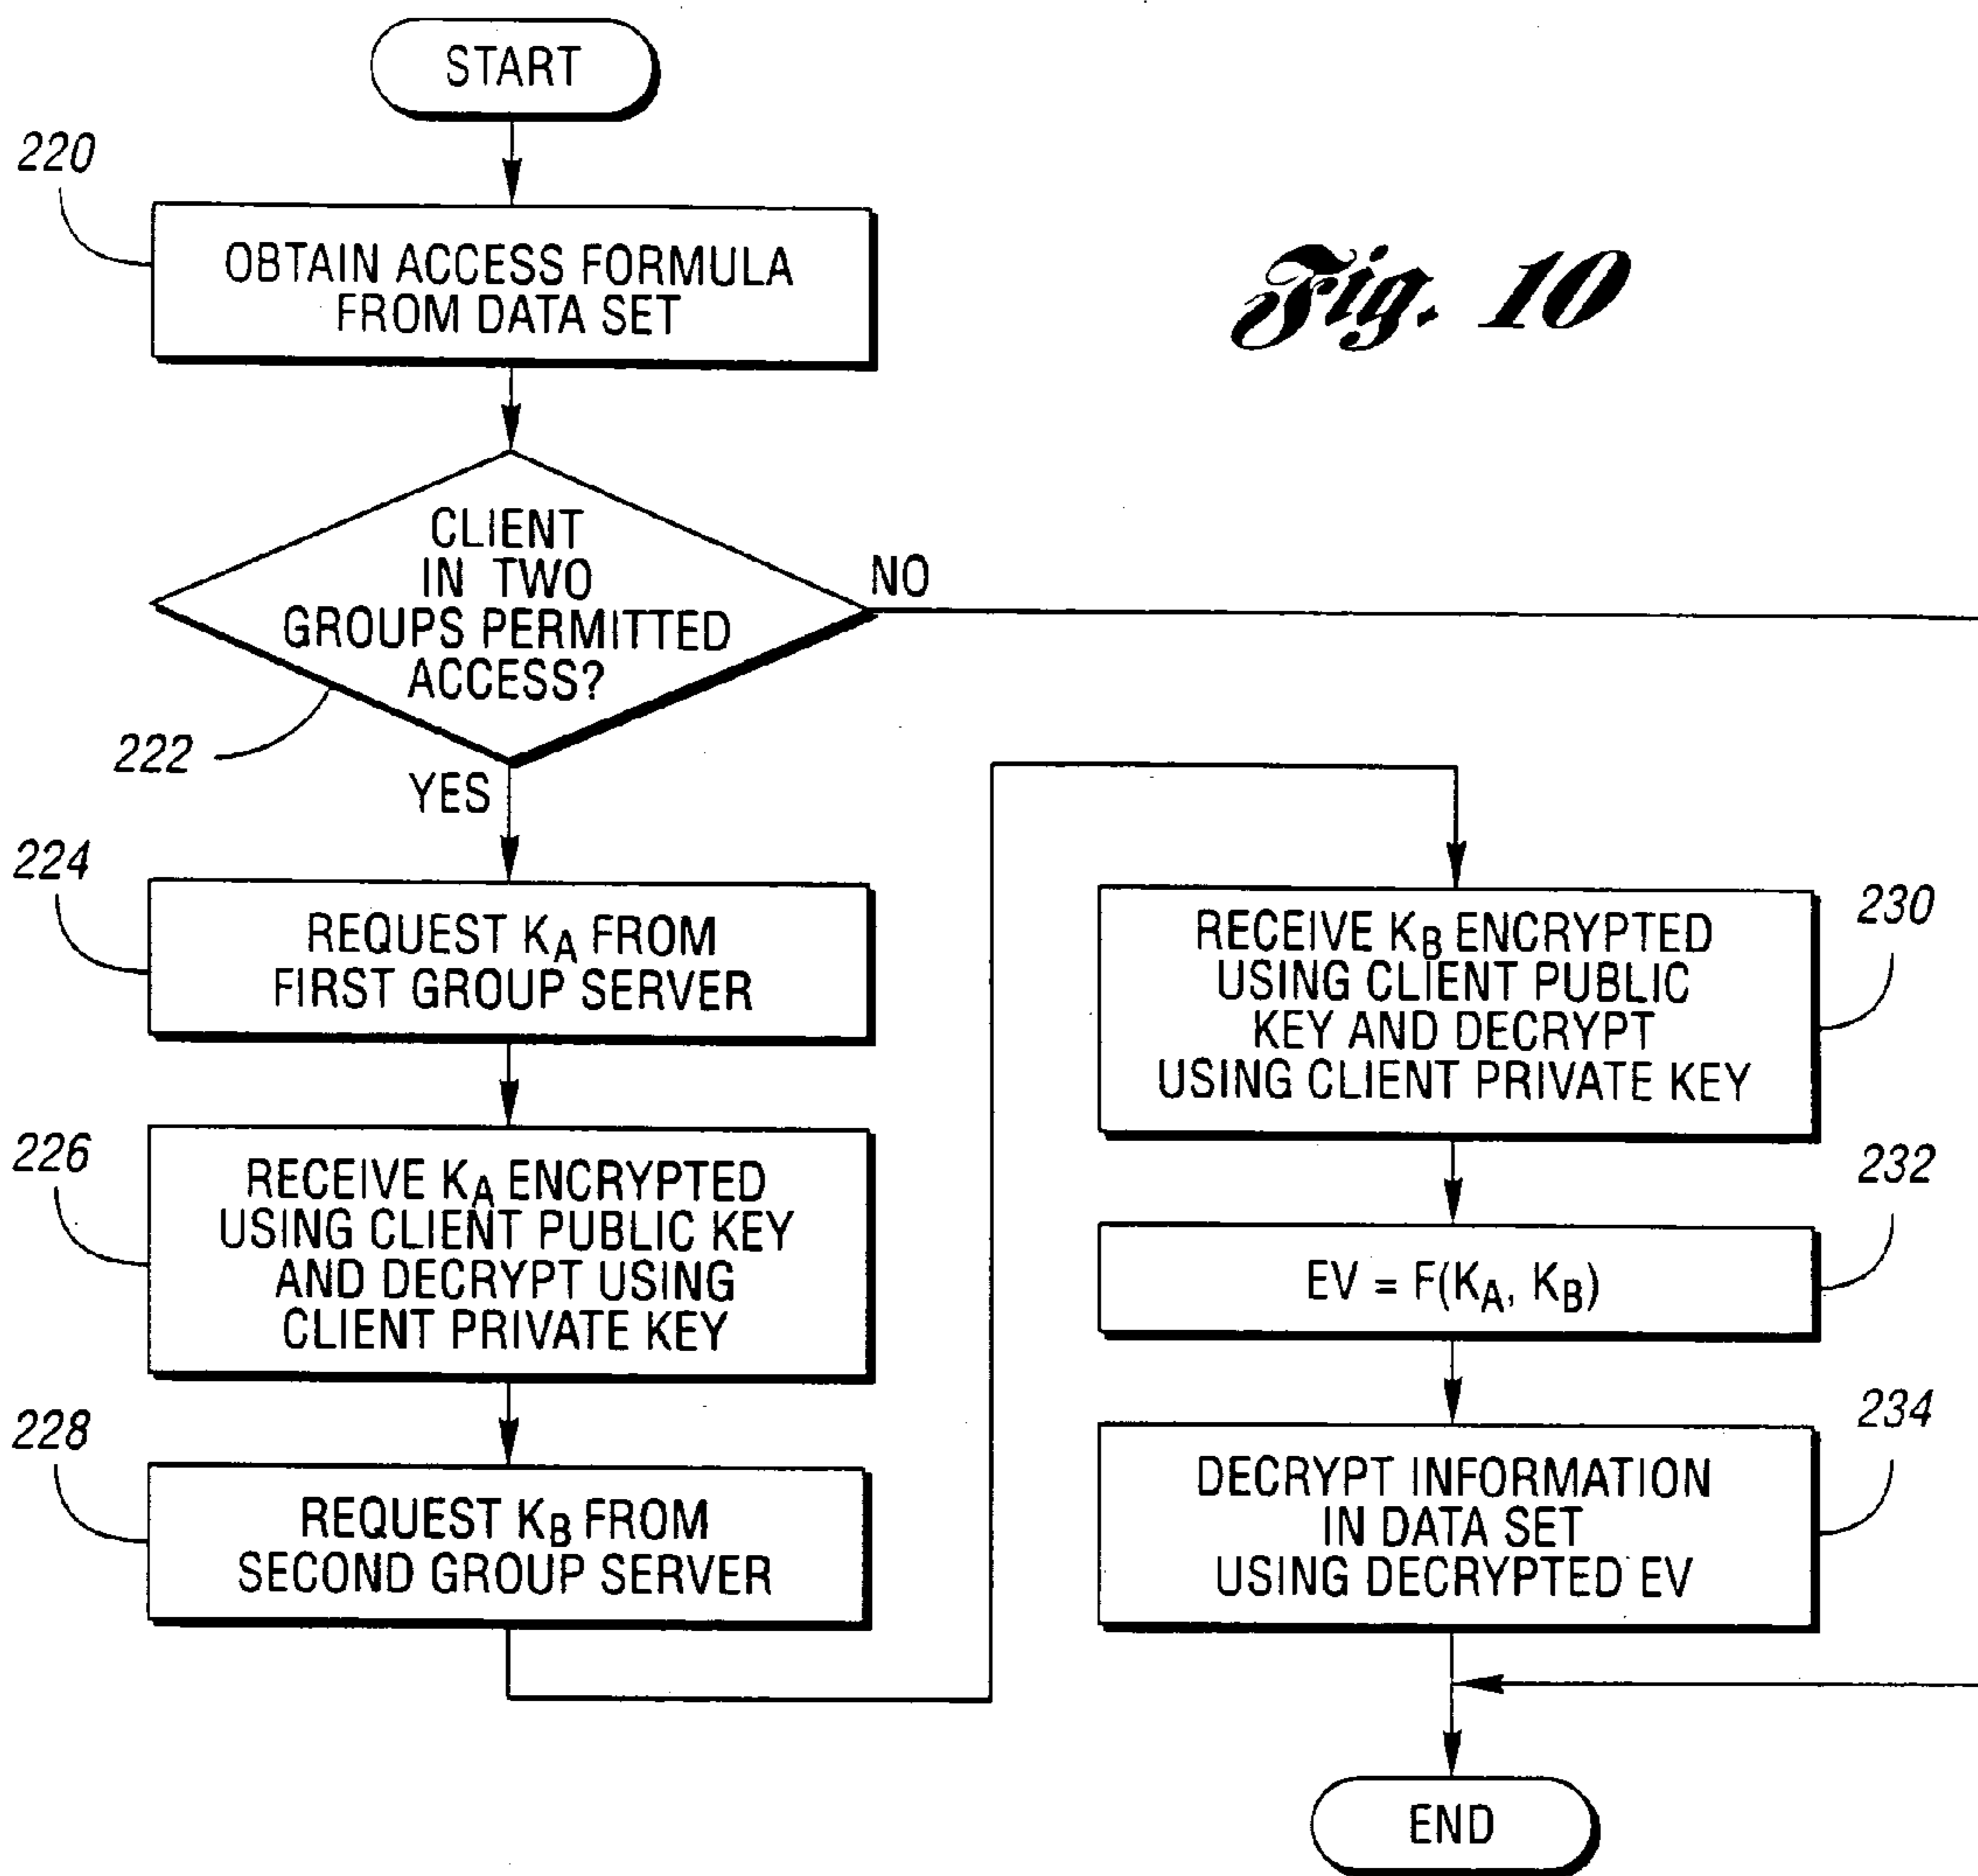 START
220
OBTAIN ACCESS FORMULA
FROM DATA SET
Fig. 10
CLIENT
IN TWO
GROUPS PERMITTED
ACCESS?
NO
222
YES
224
REQUEST KA FROM
FIRST GROUP SERVER
226
RECEIVE KA ENCRYPTED
USING CLIENT PUBLIC KEY
AND DECRYPT USING
CLIENT PRIVATE KEY
228
REQUEST KB FROM
SECOND GROUP SERVER
230
RECEIVE KB ENCRYPTED
USING CLIENT PUBLIC
KEY AND DECRYPT
USING CLIENT PRIVATE KEY
232
EV = F(KA, KB)
234
DECRYPT INFORMATION
IN DATA SET
USING DECRYPTED EV
END